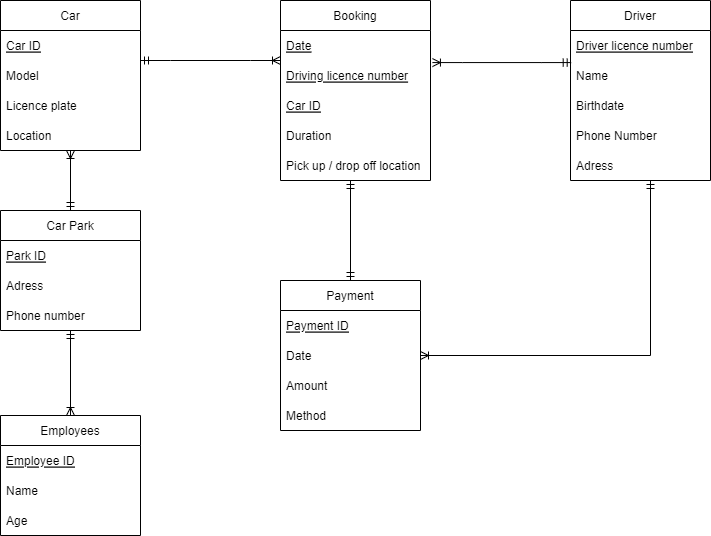 Car
Car ID
Model
Licence plate
Location
Booking
Date
Driving licence number
Car ID
Duration
Pick up / drop off location
Driver
Driver licence number
Name
Birthdate
Phone Number
Adress
Car Park
Park ID
Adress
Phone number
Payment
Payment ID
Date
Amount
Method
Employees
Employee ID
Name
Age